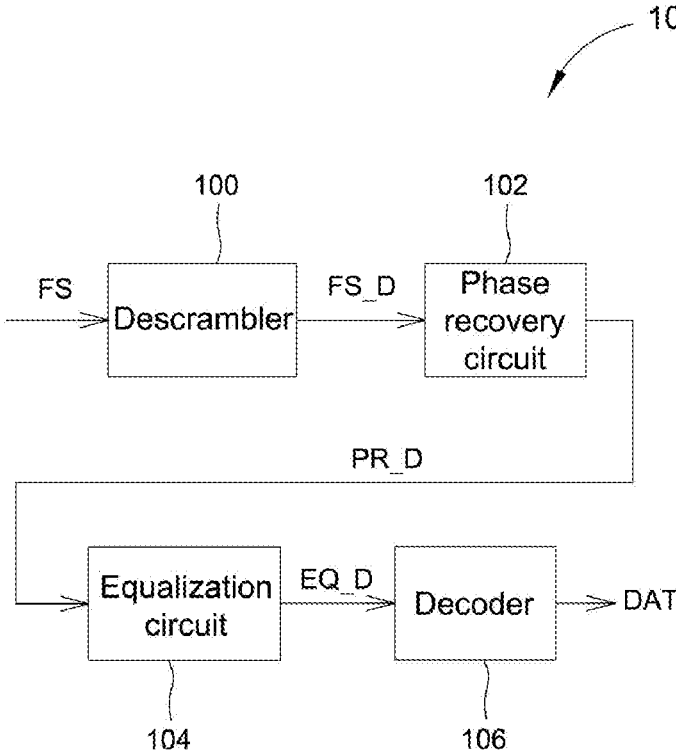 10
100
102
FS
Descrambler
FS_D
Phase
recovery
circuit
PR_D
Equalization
circuit
EQ_D
Decoder
DAT
104
106